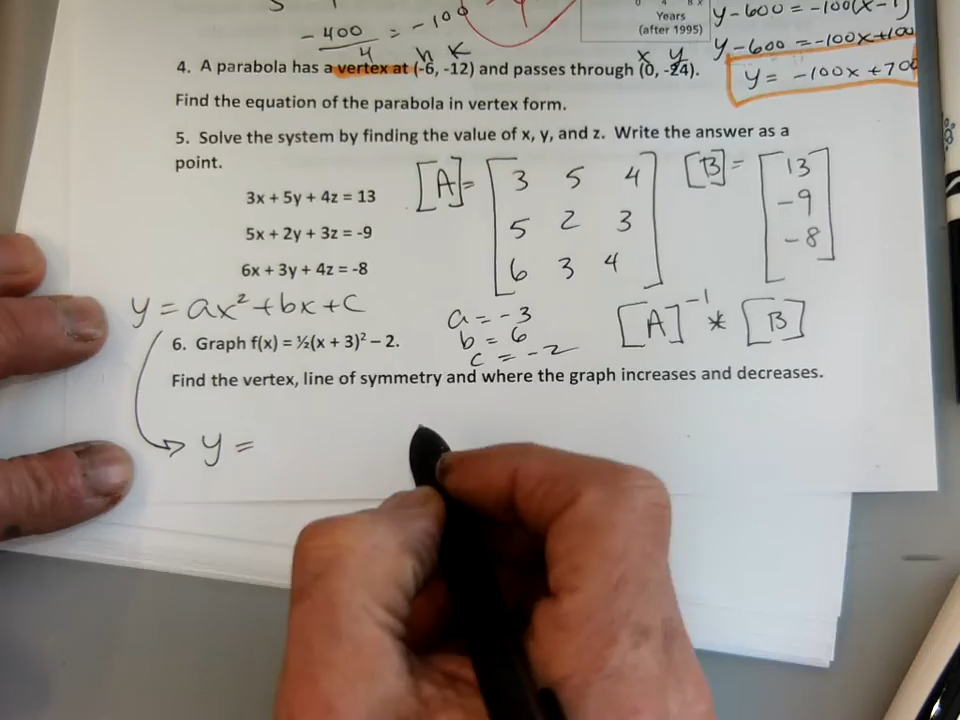 Years
(after 1995)
y-600 = -100(x-1)
-400/4 = -100
y-600 = -100x+100
y = -100x+700
h k
x y
4. A parabola has a vertex at (-6, -12) and passes through (0, -24).
Find the equation of the parabola in vertex form.
5. Solve the system by finding the value of x, y, and z. Write the answer as a
point.
[A]= 3 5 4
5 2 3
6 3 4
[B]= 13
-9
-8
3x + 5y + 4z = 13
5x + 2y + 3z = -9
6x + 3y + 4z = -8
y = ax²+bx+c
a = -3
b = 6
c = -2
[A]⁻¹ * [B]
6. Graph f(x) = ½(x + 3)² – 2.
Find the vertex, line of symmetry and where the graph increases and decreases.
y =